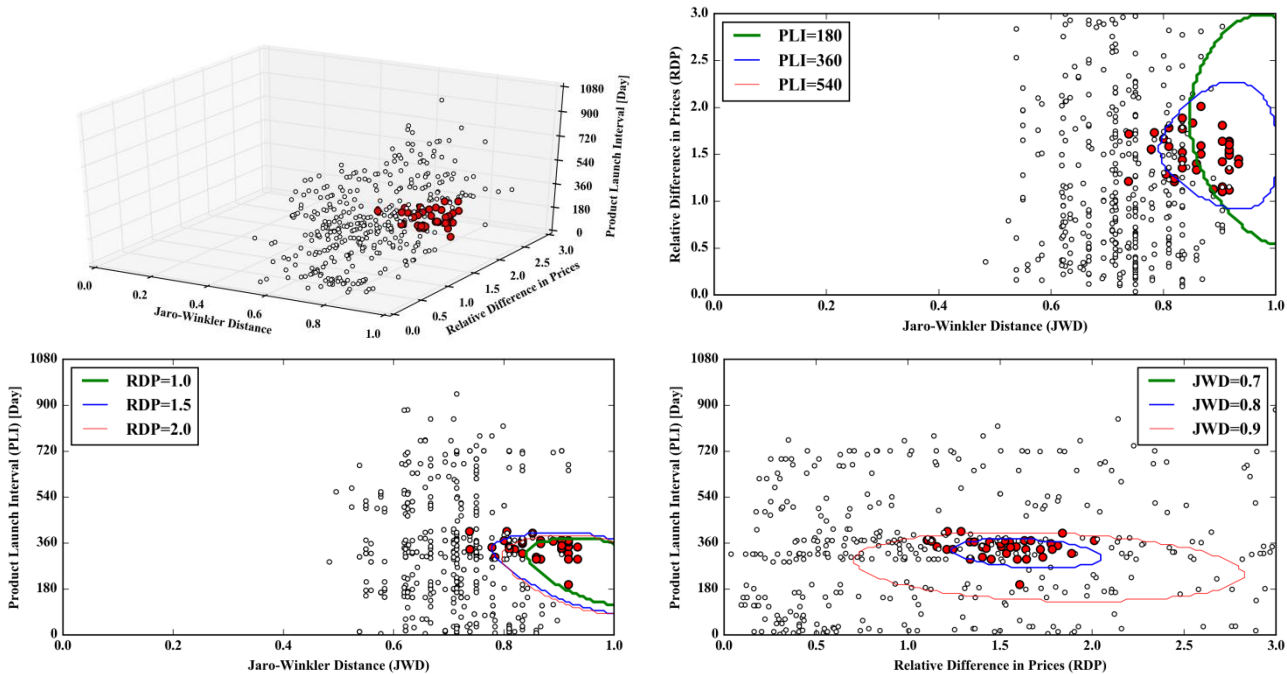 1080
900
720
540
360
180
0
Product Launch Interval [Day]
0.0
0.2
0.4
0.6
0.8
1.0
Jaro-Winkler Distance
0.0
0.5
1.0
1.5
2.0
2.5
3.0
Relative Difference in Prices
3.0
2.5
2.0
1.5
1.0
0.5
0.0
Relative Difference in Prices (RDP)
PLI=180
PLI=360
PLI=540
0.0 0.2 0.4 0.6 0.8 1.0
Jaro-Winkler Distance (JWD)
1080
900
720
540
360
180
0
Product Launch Interval (PLI) [Day]
RDP=1.0
RDP=1.5
RDP=2.0
0.0 0.2 0.4 0.6 0.8 1.0
Jaro-Winkler Distance (JWD)
1080
900
720
540
360
180
0
Product Launch Interval (PLI) [Day]
JWD=0.7
JWD=0.8
JWD=0.9
0.0 0.5 1.0 1.5 2.0 2.5 3.0
Relative Difference in Prices (RDP)